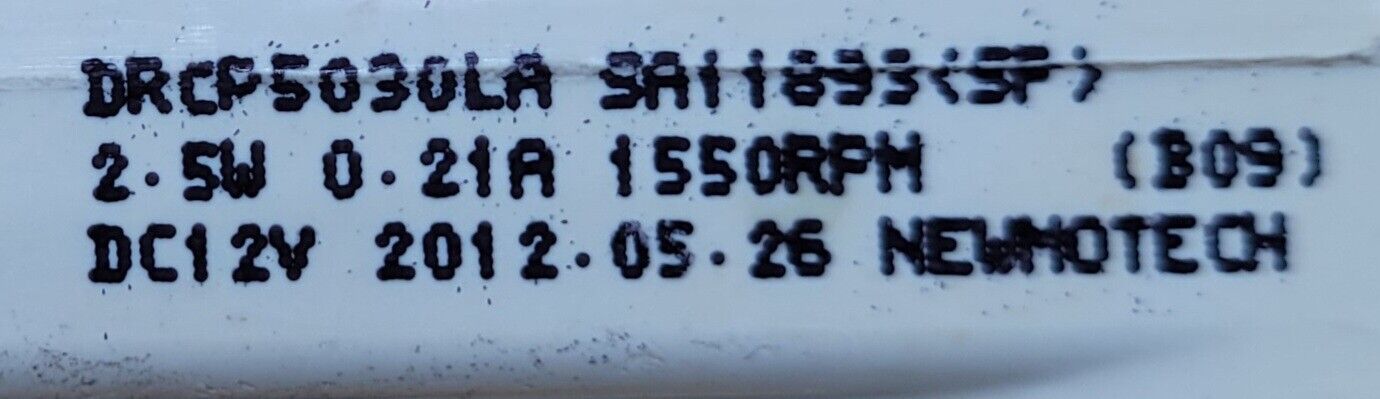 DRCP5030LA SA11893(SP)
2.5W 0.21A 1550RPM (B09)
DC12V 2012.05.26 NEWMOTECH